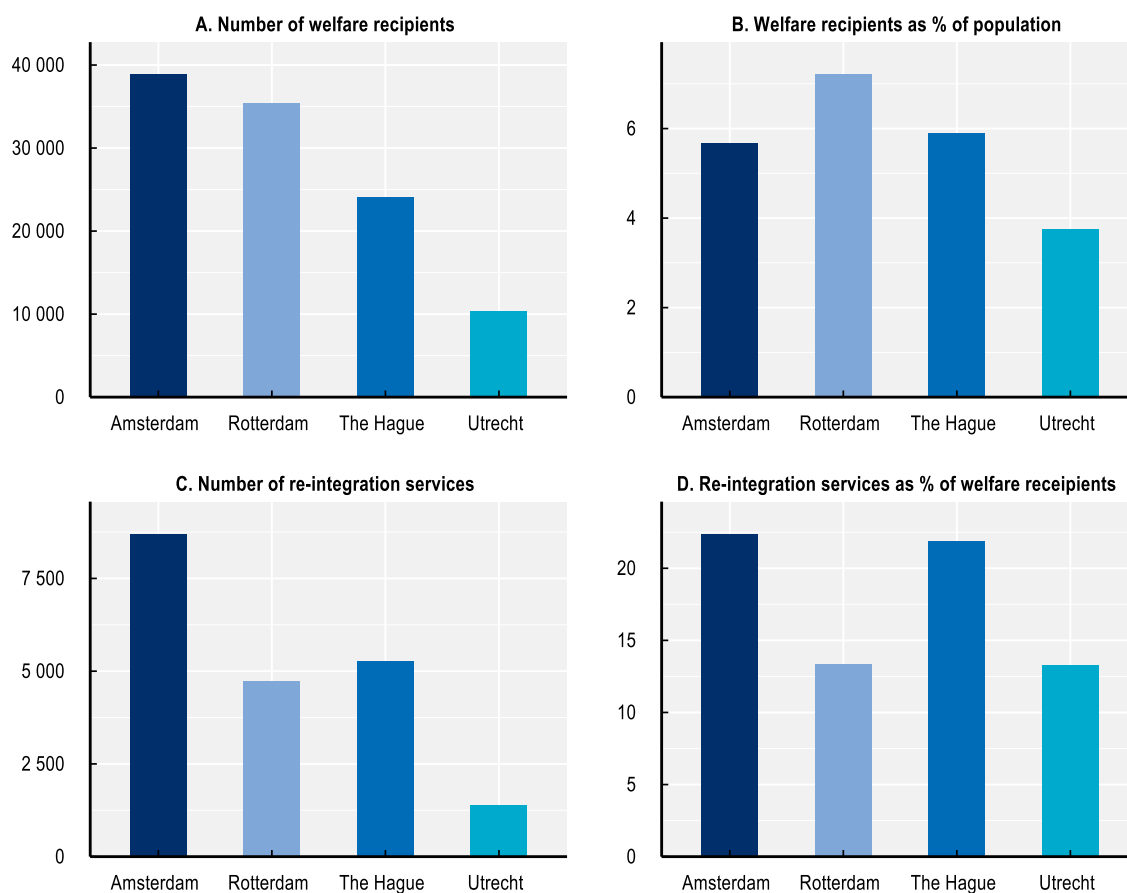 A. Number of welfare recipients
40 000
30 000
20 000
10 000
0
Amsterdam Rotterdam The Hague Utrecht
B. Welfare recipients as % of population
6
4
2
0
Amsterdam Rotterdam The Hague Utrecht
C. Number of re-integration services
7 500
5 000
2 500
0
Amsterdam Rotterdam The Hague Utrecht
D. Re-integration services as % of welfare receipients
20
15
10
5
0
Amsterdam Rotterdam The Hague Utrecht